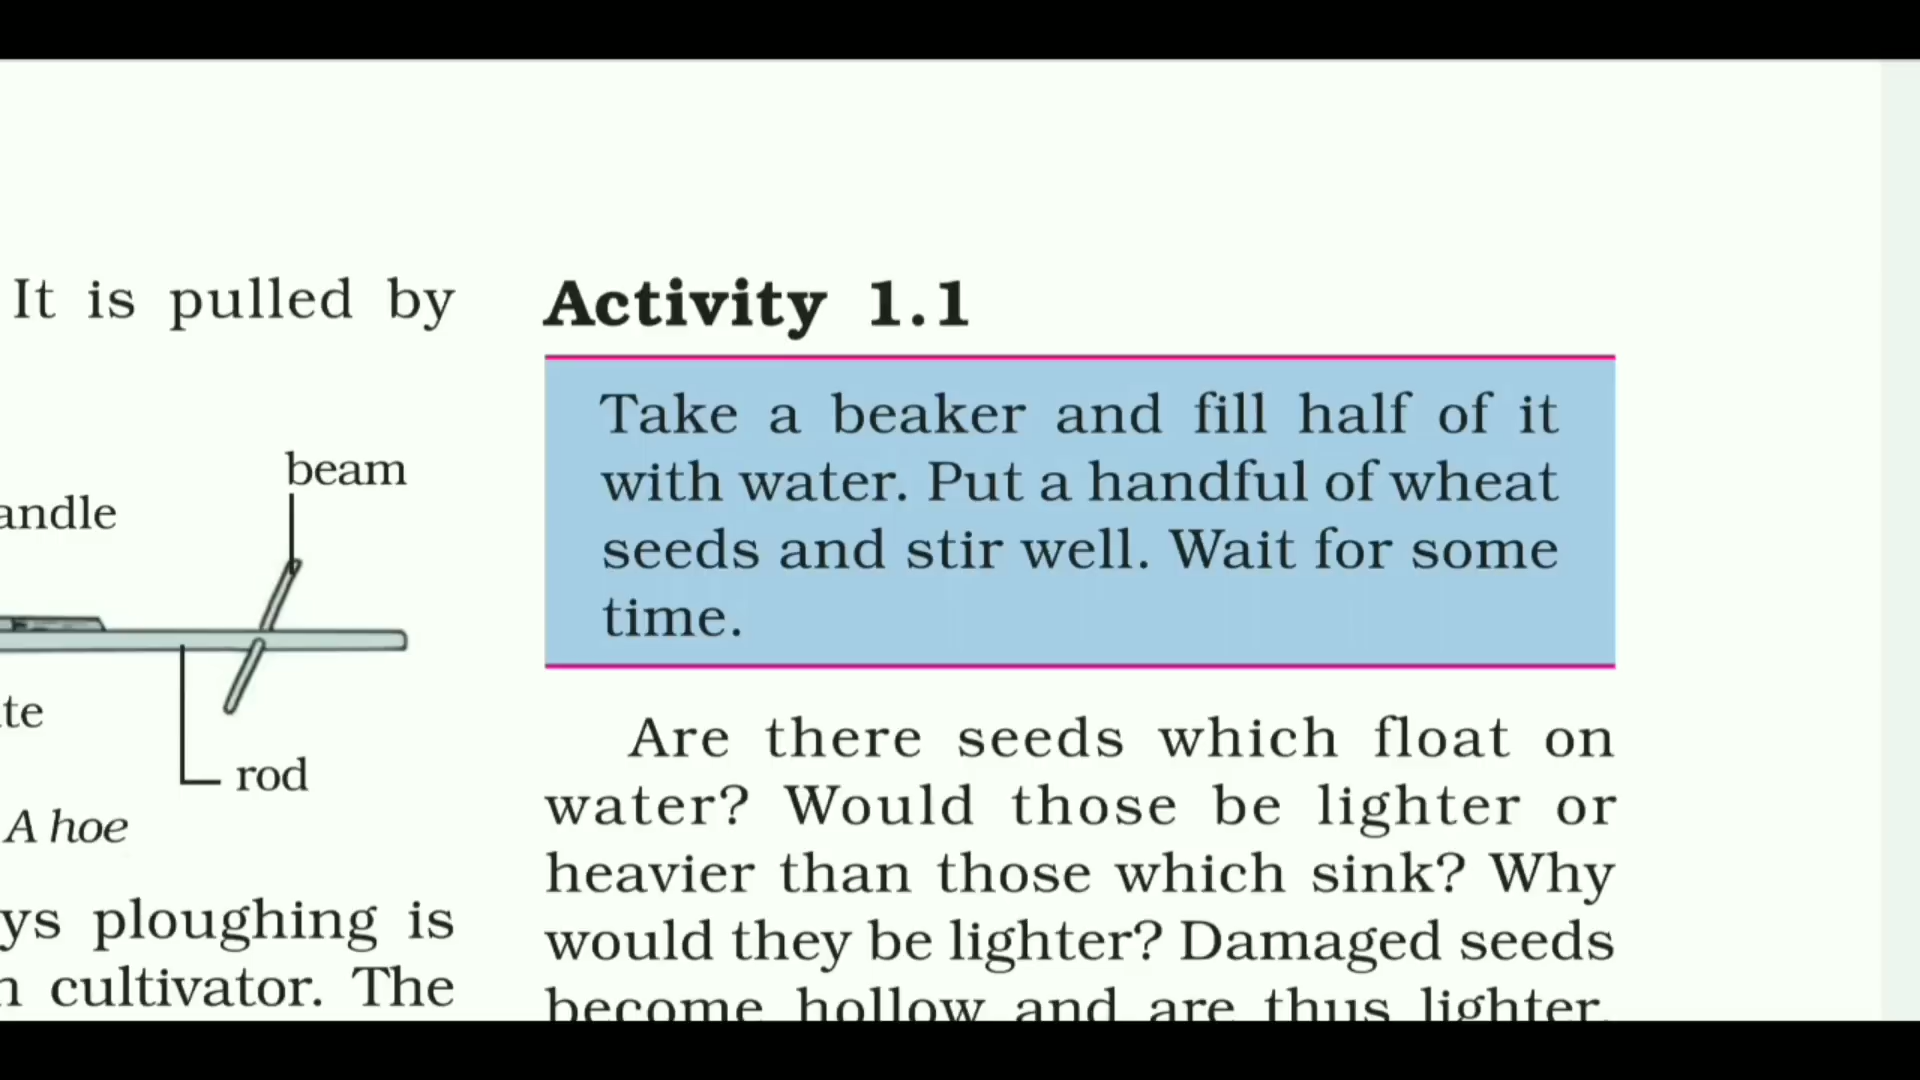 It is pulled by
beam
rod
A hoe
ploughing is
cultivator. The
Activity 1.1
Take a beaker and fill half of it
with water. Put a handful of wheat
seeds and stir well. Wait for some
time.
Are there seeds which float on
water? Would those be lighter or
heavier than those which sink? Why
would they be lighter? Damaged seeds
become hollow and are thus lighter.